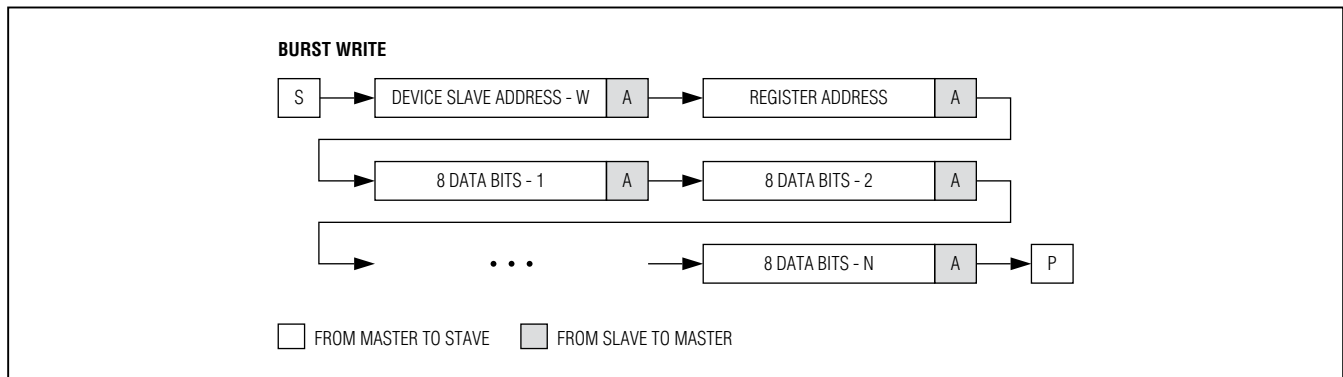 BURST WRITE
S DEVICE SLAVE ADDRESS - W A REGISTER ADDRESS A
8 DATA BITS - 1 A 8 DATA BITS - 2 A
• • • 8 DATA BITS - N A P
FROM MASTER TO STAVE FROM SLAVE TO MASTER